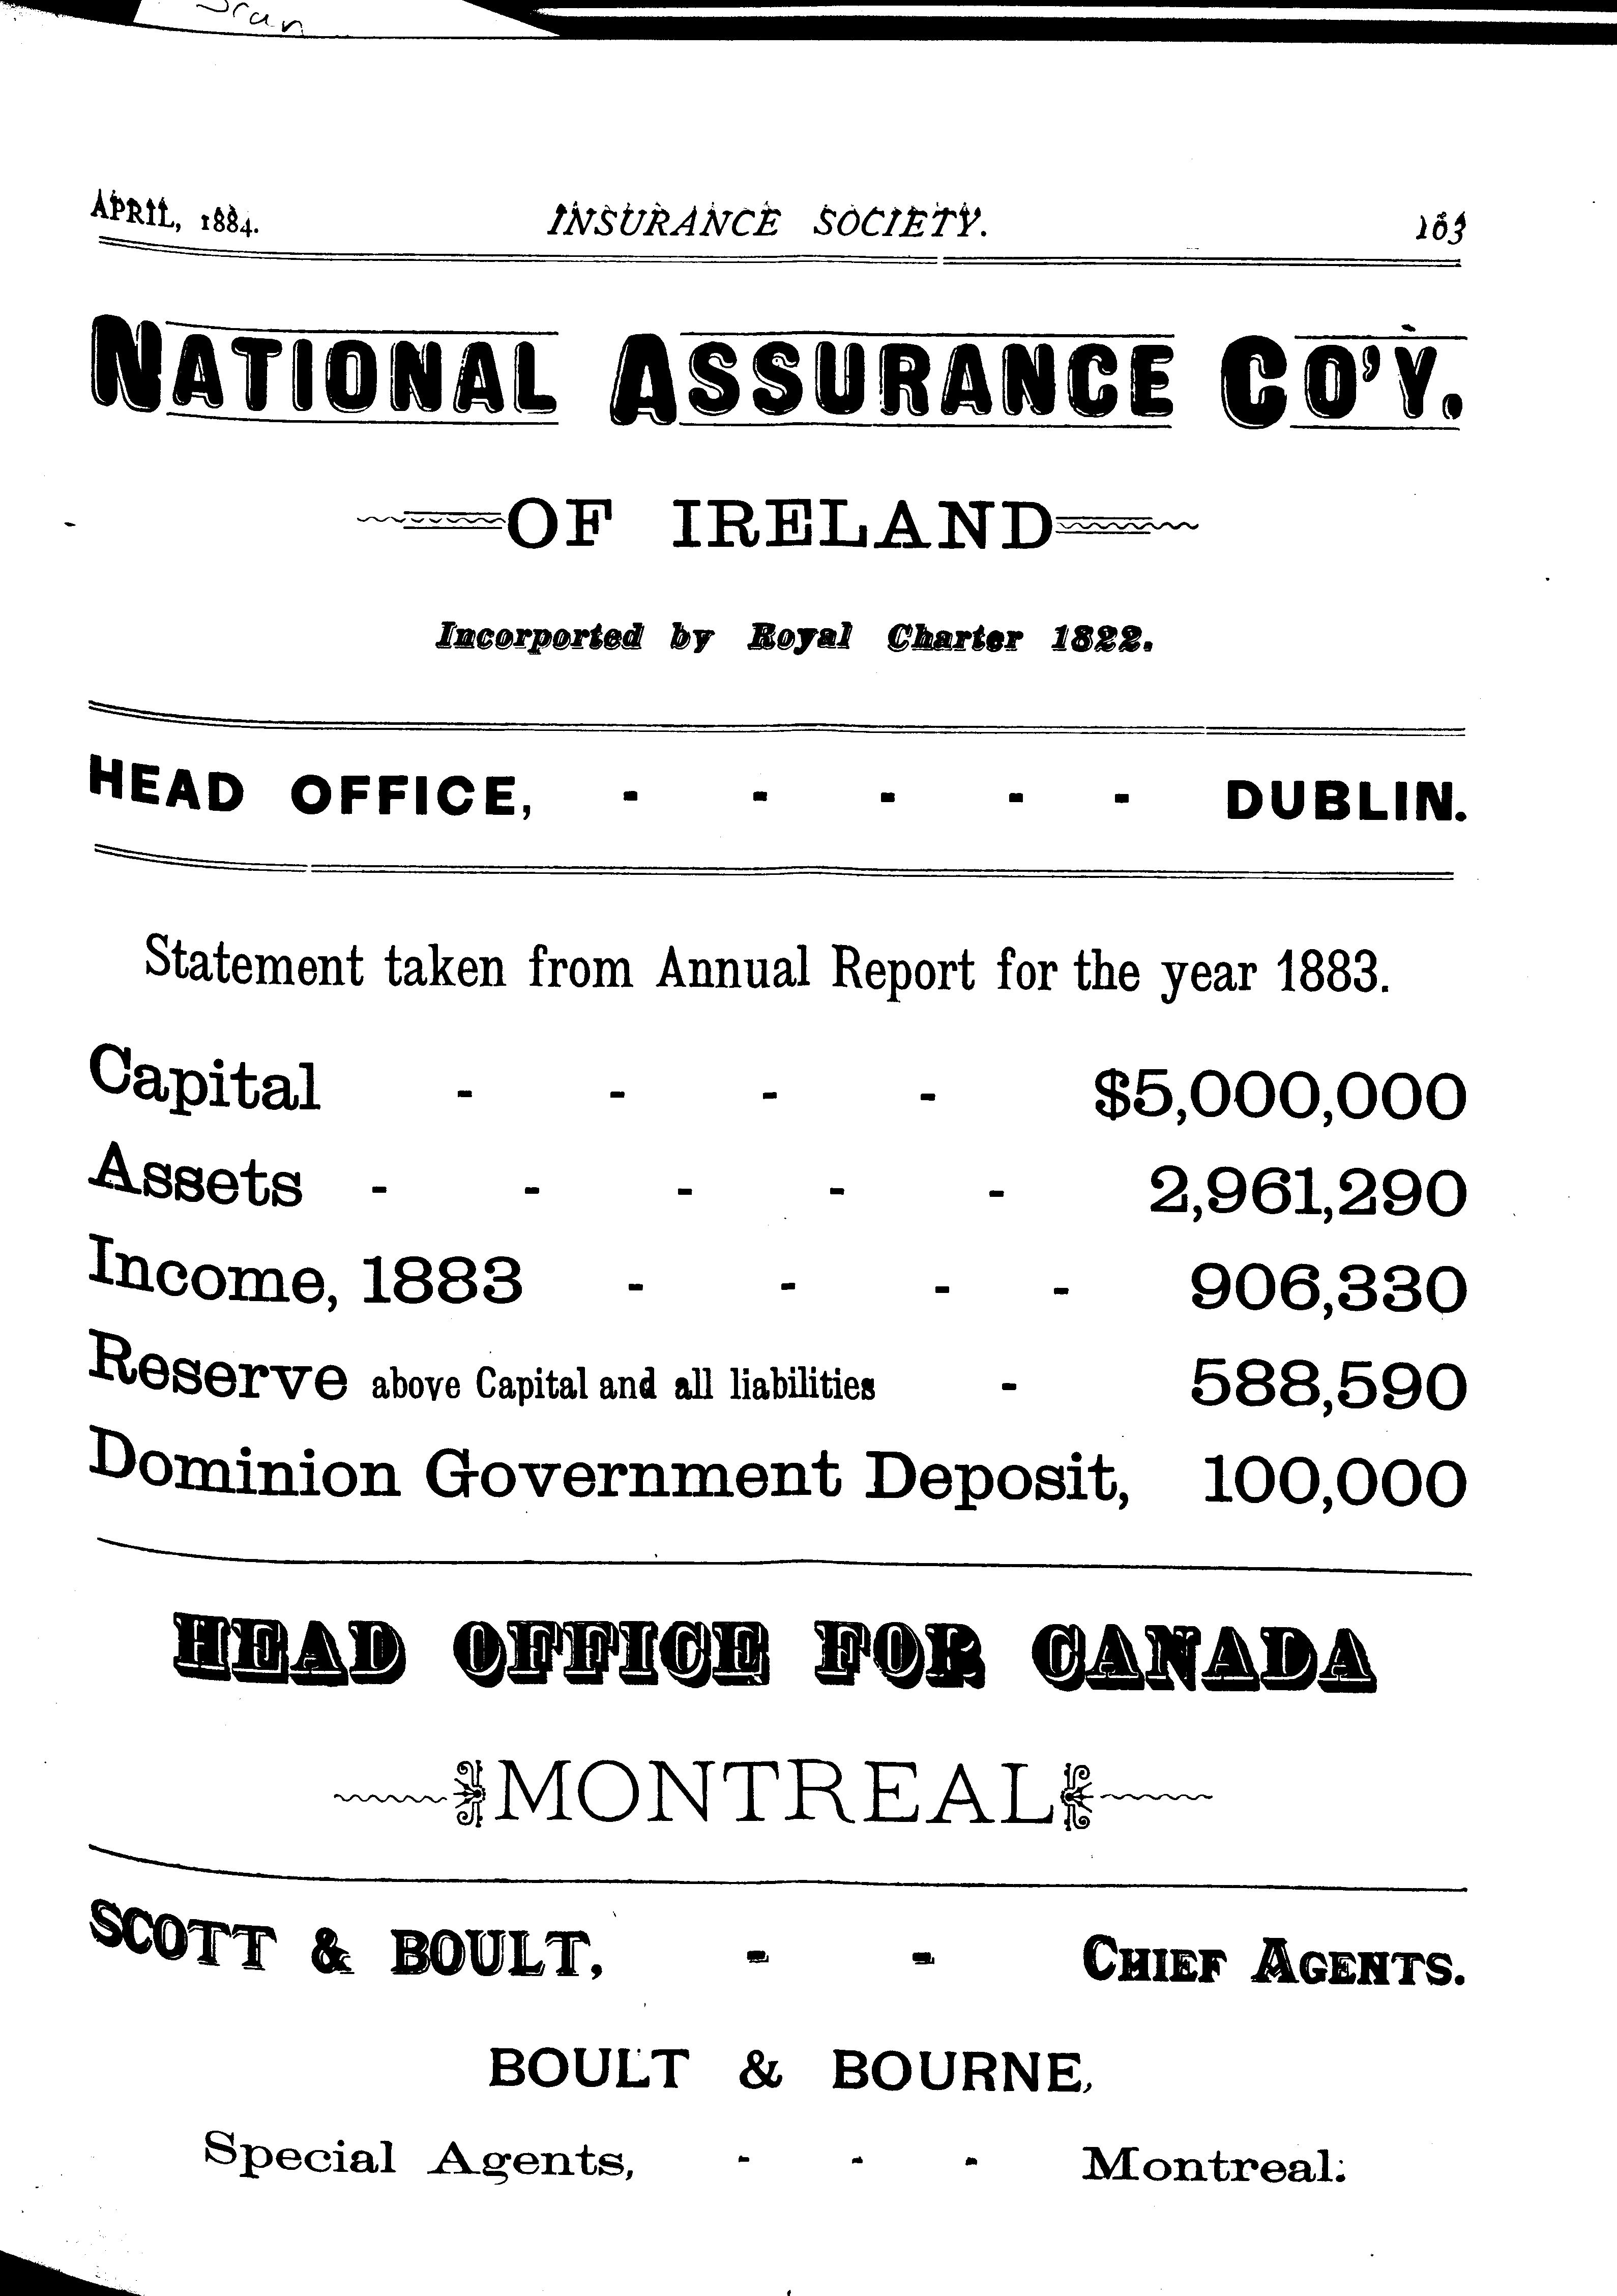 APRIL, 1884. INSURANCE SOCIETY. 103
NATIONAL ASSURANCE CO'Y.
OF IRELAND
Incorported by Royal Charter 1822.
HEAD OFFICE, - - - - - DUBLIN.
Statement taken from Annual Report for the year 1883.
Capital - - - - $5,000,000
Assets - - - - - 2,961,290
Income, 1883 - - - - 906,330
Reserve above Capital and all liabilities - 588,590
Dominion Government Deposit, 100,000
HEAD OFFICE FOR CANADA
MONTREAL
SCOTT & BOULT, - - CHIEF AGENTS.
BOULT & BOURNE,
Special Agents, - - - Montreal.